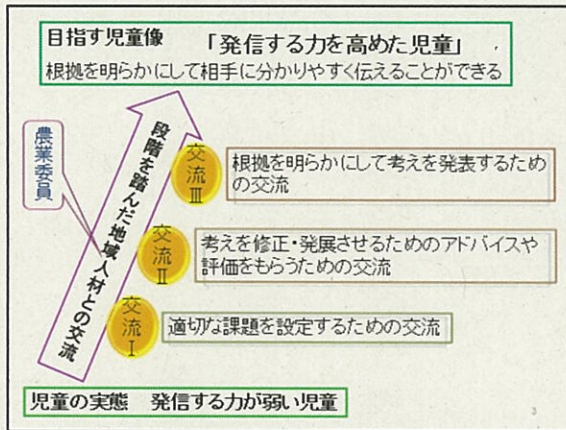 目指す児童像 「発信する力を高めた児童」
根拠を明らかにして相手に分かりやすく伝えることができる
農業委員
段階を踏んだ地域人材との交流
交流Ⅲ
根拠を明らかにして考えを発表するため
の交流
交流Ⅱ
考えを修正・発展させるためのアドバイスや
評価をもらうための交流
交流Ⅰ
適切な課題を設定するための交流
児童の実態 発信する力が弱い児童
3